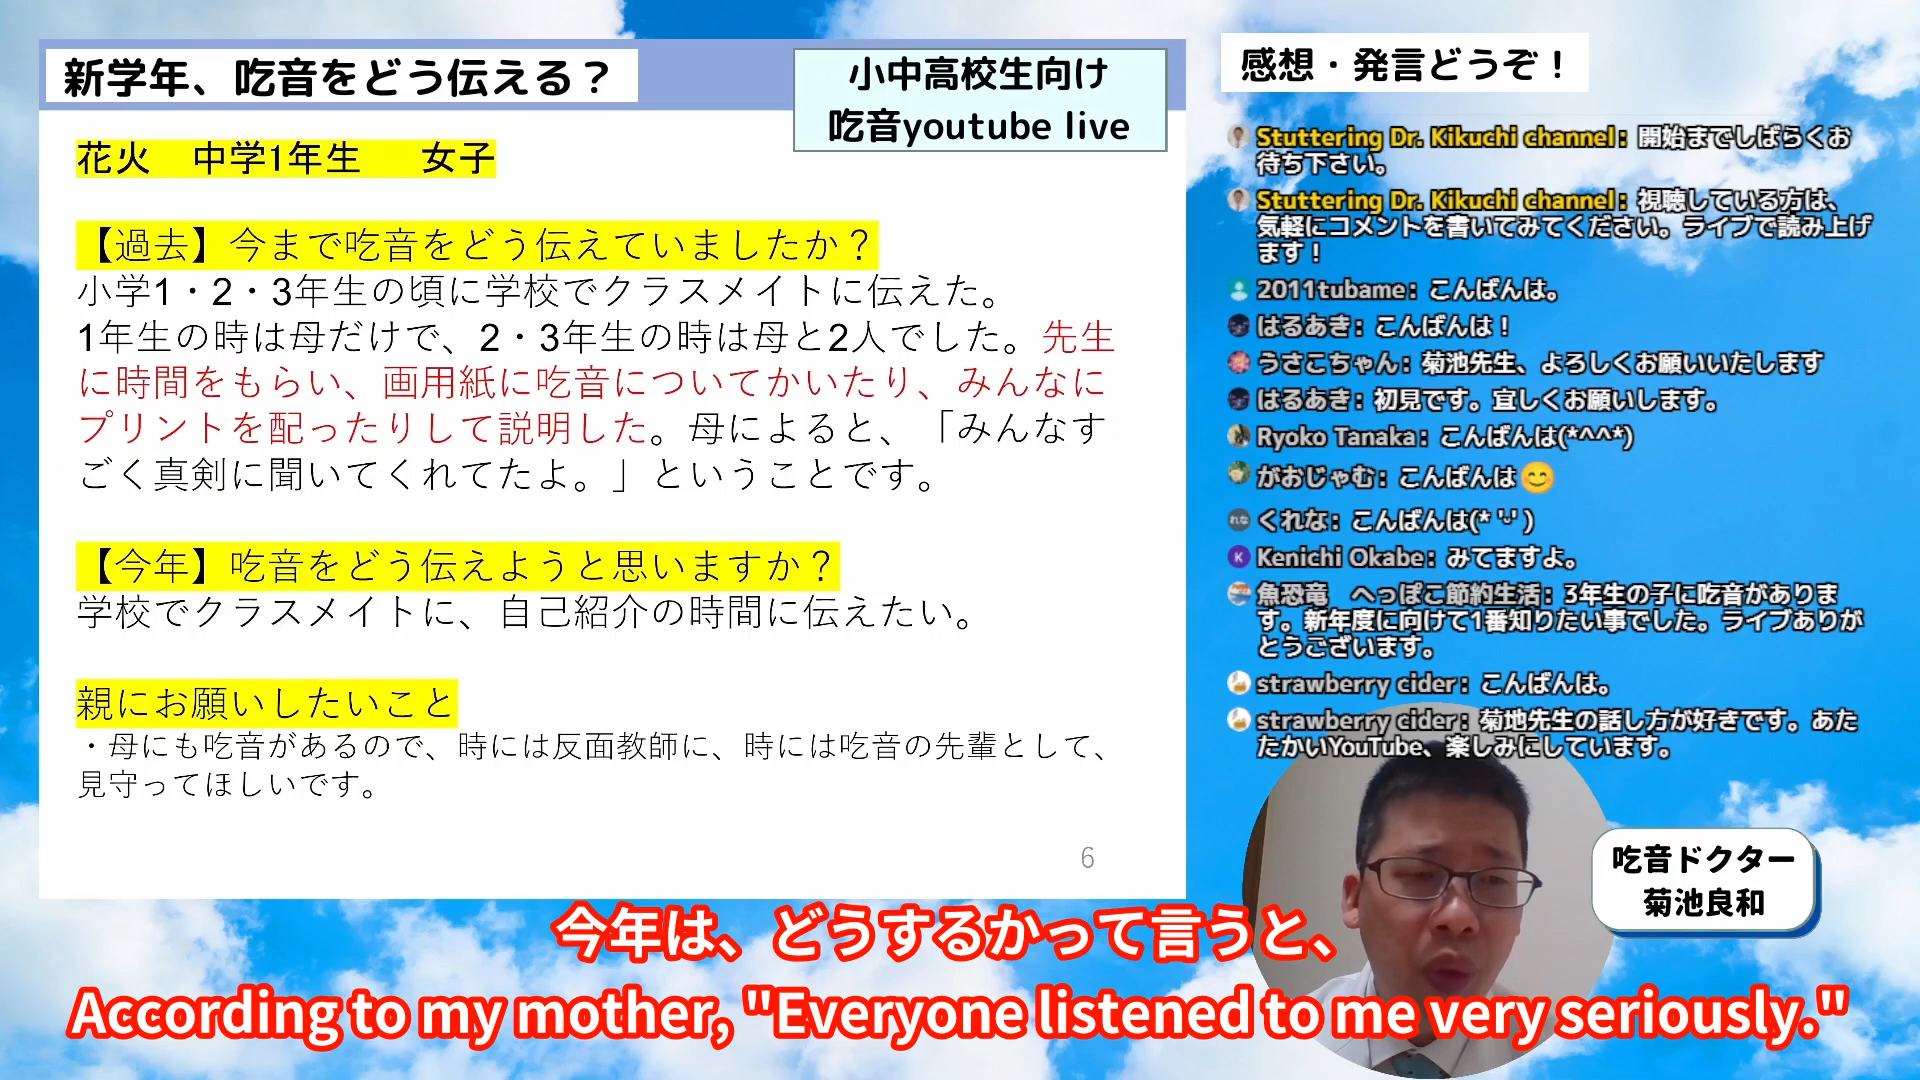 新学年、吃音をどう伝える？
小中高校生向け
吃音youtube live
花火　中学1年生　女子
【過去】今まで吃音をどう伝えていましたか？
小学1・2・3年生の頃に学校でクラスメイトに伝えた。
1年生の時は母だけで、2・3年生の時は母と2人でした。先生
に時間をもらい、画用紙に吃音についてかいたり、みんなに
プリントを配ったりして説明した。母によると、「みんなす
ごく真剣に聞いてくれてたよ。」ということです。
【今年】吃音をどう伝えようと思いますか？
学校でクラスメイトに、自己紹介の時間に伝えたい。
親にお願いしたいこと
・母にも吃音があるので、時には反面教師に、時には吃音の先輩として、
見守ってほしいです。
6
感想・発言どうぞ！
Stuttering Dr. Kikuchi channel: 開始までしばらくお
待ち下さい。
Stuttering Dr. Kikuchi channel: 視聴している方は、
気軽にコメントを書いてみてください。ライブで読み上げ
ます！
2011tubame: こんばんは。
はるあき: こんばんは！
うさこちゃん: 菊池先生、よろしくお願いいたします
はるあき: 初見です。宜しくお願いします。
Ryoko Tanaka: こんばんは(*^^*)
がおじゃむ: こんばんは😊
れな くれな: こんばんは(* 'ᵕ' )
K Kenichi Okabe: みてますよ。
魚恐竜　へっぽこ節約生活: 3年生の子に吃音がありま
す。新年度に向けて1番知りたい事でした。ライブありが
とうございます。
strawberry cider: こんばんは。
strawberry cider: 菊地先生の話し方が好きです。あた
たかいYouTube、楽しみにしています。
吃音ドクター
菊池良和
今年は、どうするかって言うと、
According to my mother, "Everyone listened to me very seriously."